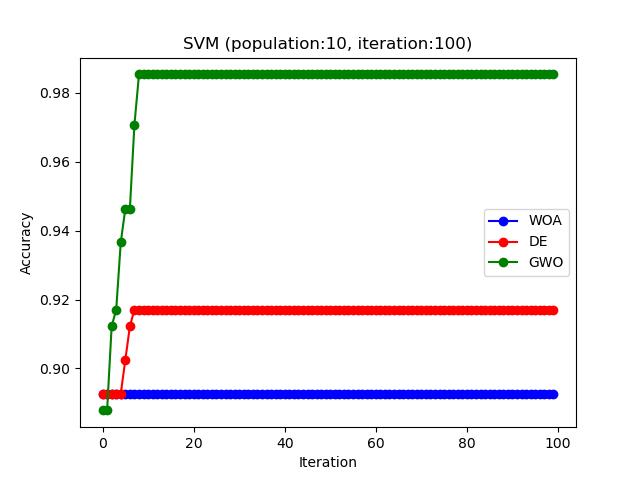 SVM (population:10, iteration:100)
Accuracy
0.98
0.96
0.94
0.92
0.90
WOA
DE
GWO
0
20
40
60
80
100
Iteration